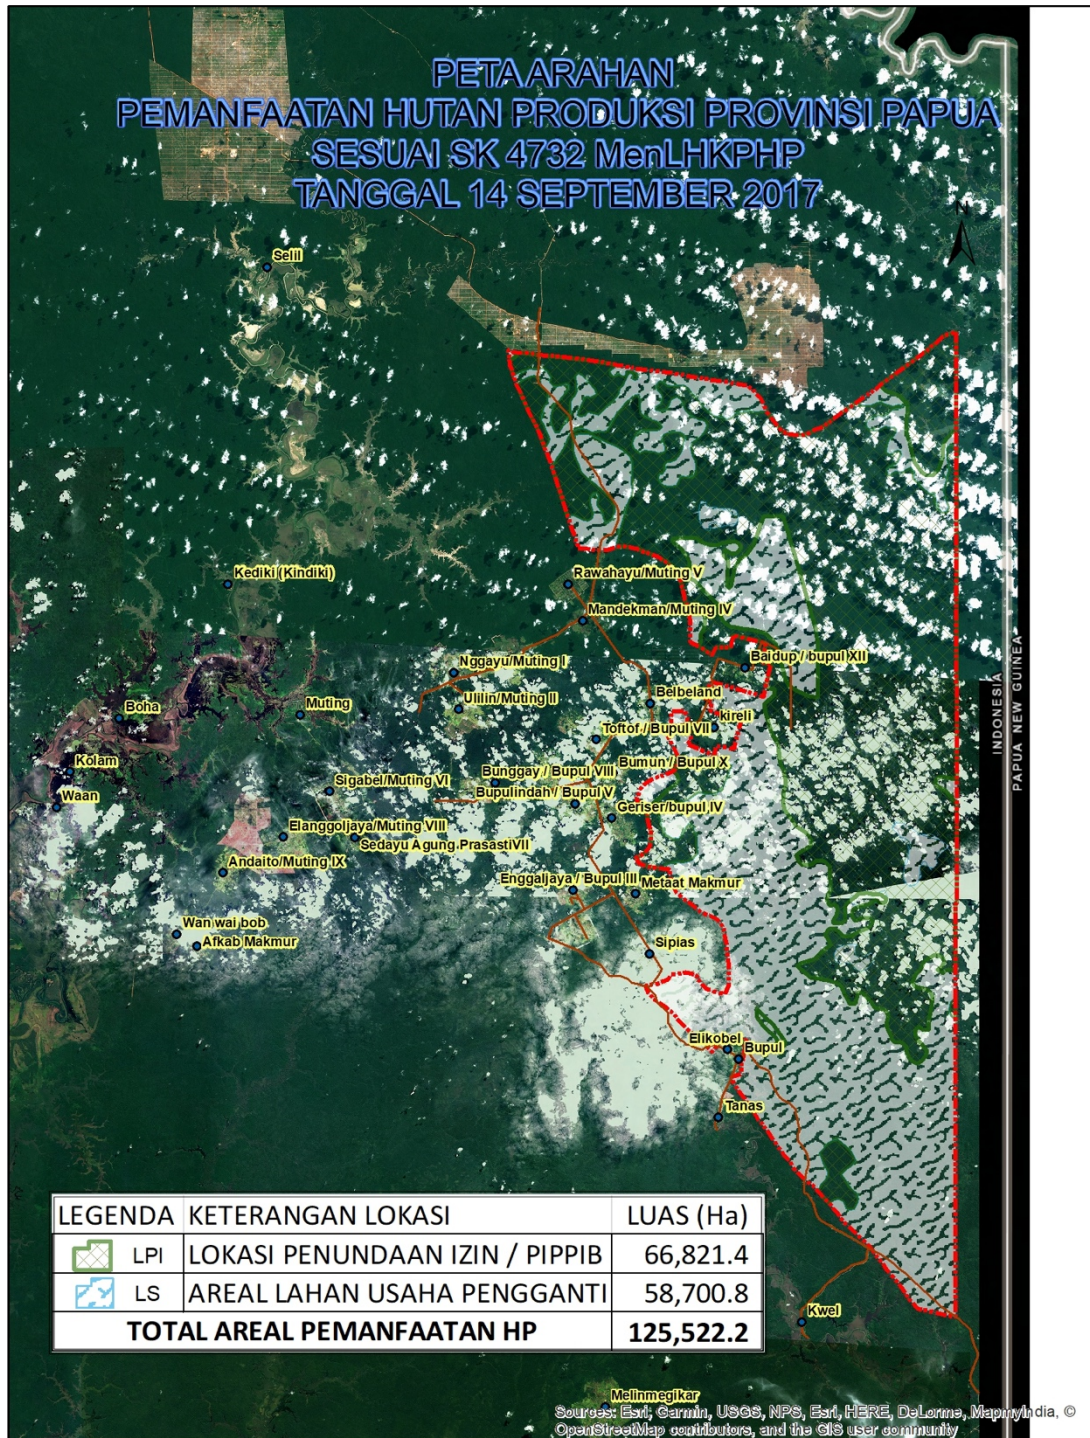 PETA ARAHAN
PEMANFAATAN HUTAN PRODUKSI PROVINSI PAPUA
SESUAI SK 4732 MenLHKPHP
TANGGAL 14 SEPTEMBER 2017
N
Selil
Kediki (Kindiki)
Rawahayu/Muting V
Mandekman/Muting IV
Baidup / bupul XII
Nggayu/Muting I
Belbeland
Ulilin/Muting II
Muting
Boha
kireli
Toftof / Bupul VII
Kolam
Bumun / Bupul X
Bunggay / Bupul VIII
Sigabel/Muting VI
Bupulindah / Bupul V
Waan
Geriser/bupul IV
Elanggoljaya/Muting VIII
Sedayu Agung PrasastiVII
Andaito/Muting IX
Enggaljaya / Bupul III
Metaat Makmur
Wan wai bob
Afkab Makmur
Sipias
Elikobel
Bupul
Tanas
Kwel
Melinmegikar
INDONESIA
PAPUA NEW GUINEA
LEGENDA KETERANGAN LOKASI LUAS (Ha)
LPI LOKASI PENUNDAAN IZIN / PIPPIB 66,821.4
LS AREAL LAHAN USAHA PENGGANTI 58,700.8
TOTAL AREAL PEMANFAATAN HP 125,522.2
Sources: Esri, Garmin, USGS, NPS, Esri, HERE, DeLorme, MapmyIndia, ©
OpenStreetMap contributors, and the GIS user community